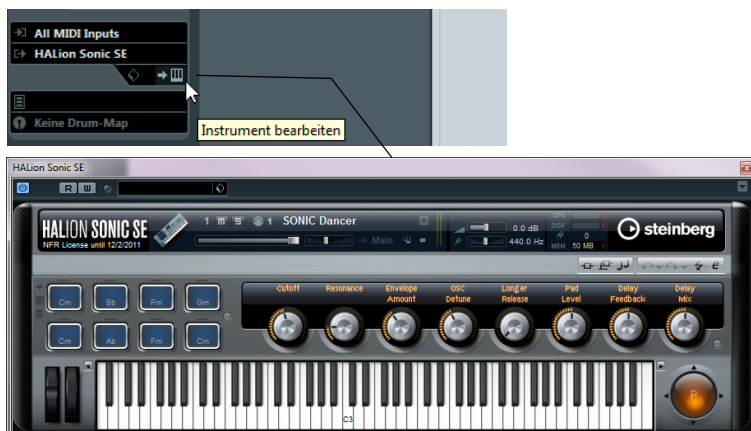 All MIDI Inputs
HALion Sonic SE
Keine Drum-Map
Instrument bearbeiten
HALion Sonic SE
R W
HALION SONIC SE
NFR License until 12/2/2011
1 m s 1 SONIC Dancer
Main
0.0 dB
440.0 Hz
CPU
DISK
# 0
MEM 50 MB
steinberg
e
Cm Bb Fm Gm
Cm Ab Fm Cm
Cutoff Resonance Envelope Amount OSC Detune Longer Release Pad Level Delay Feedback Delay Mix
C3
P